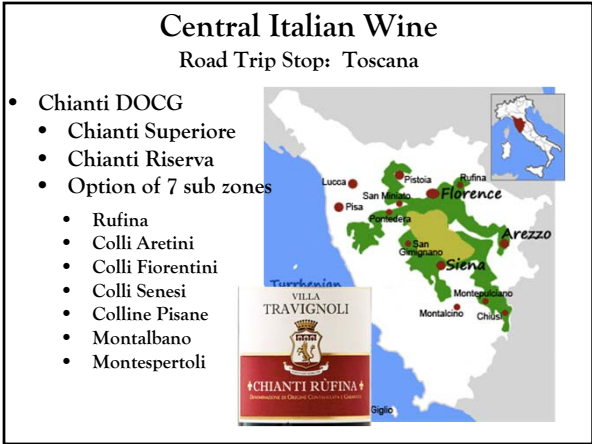 Central Italian Wine
Road Trip Stop: Toscana
• Chianti DOCG
• Chianti Superiore
• Chianti Riserva
• Option of 7 sub zones
• Rufina
• Colli Aretini
• Colli Fiorentini
• Colli Senesi
• Colline Pisane
• Montalbano
• Montespertoli
Lucca
Pistoia
Rufina
San Miniato
Florence
Pisa
Pontedera
Arezzo
San
Gimignano
Siena
Tyrrhenian
Montepulciano
Montalcino
Chiusi
Giglio
VILLA
TRAVIGNOLI
CHIANTI RÙFINA
DENOMINAZIONE DI ORIGINE CONTROLLATA E GARANTITA